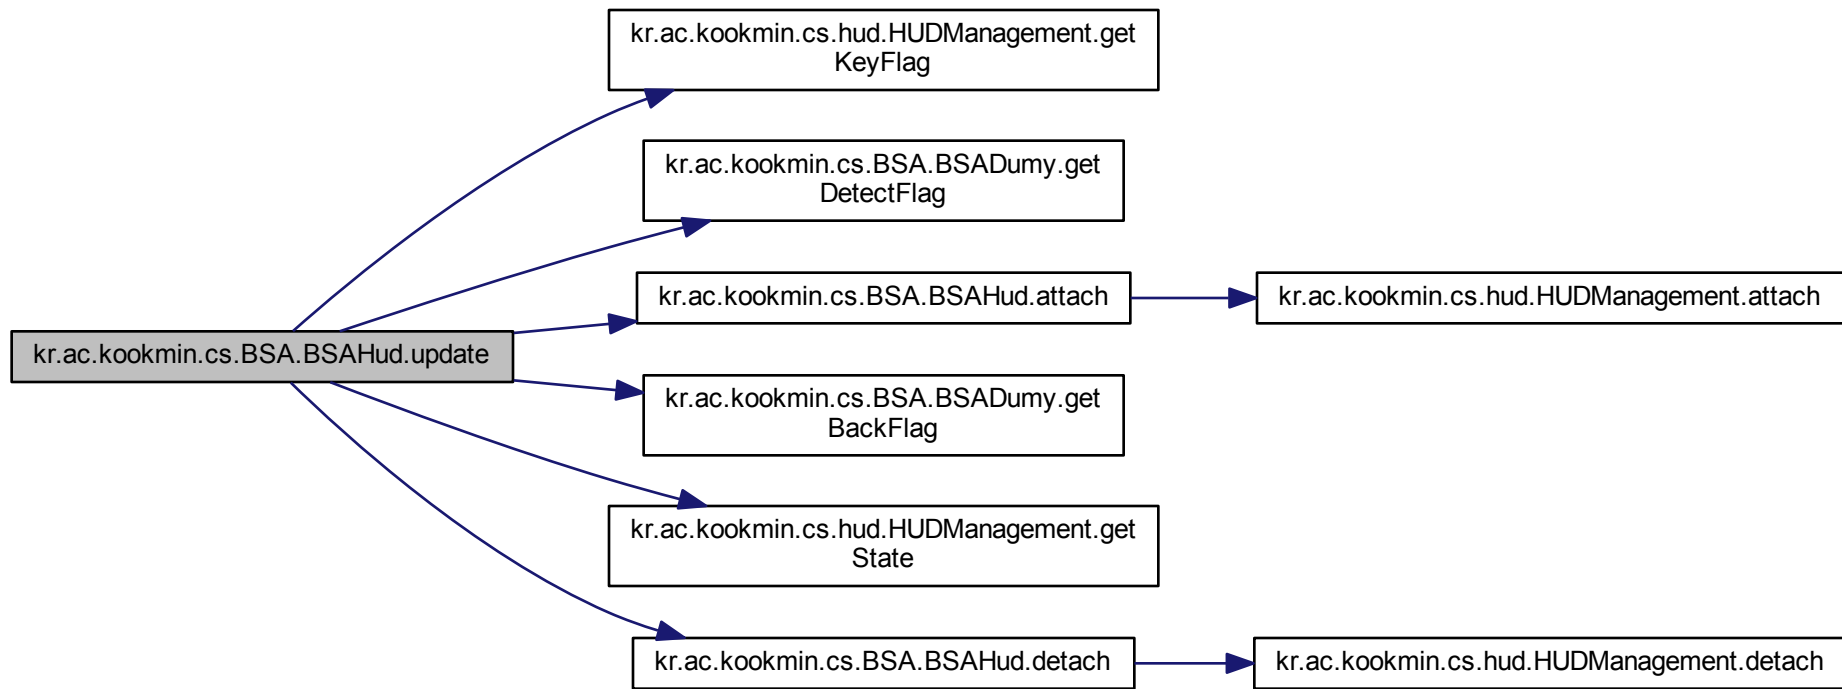 kr.ac.kookmin.cs.hud.HUDManagement.get
KeyFlag
kr.ac.kookmin.cs.BSA.BSADumy.get
DetectFlag
kr.ac.kookmin.cs.BSA.BSAHud.attach
kr.ac.kookmin.cs.hud.HUDManagement.attach
kr.ac.kookmin.cs.BSA.BSAHud.update
kr.ac.kookmin.cs.BSA.BSADumy.get
BackFlag
kr.ac.kookmin.cs.hud.HUDManagement.get
State
kr.ac.kookmin.cs.BSA.BSAHud.detach
kr.ac.kookmin.cs.hud.HUDManagement.detach